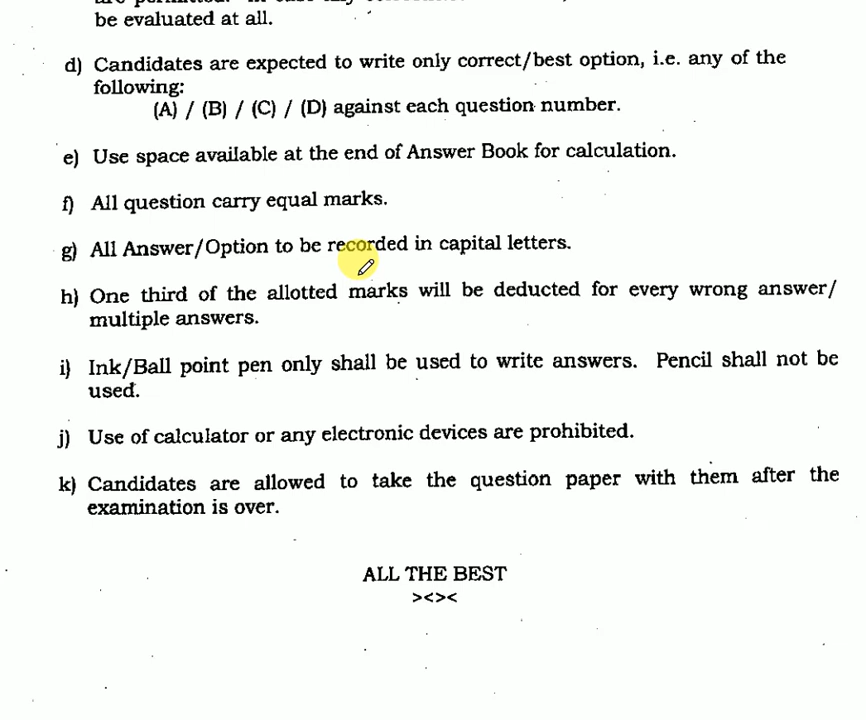 be evaluated at all.
d) Candidates are expected to write only correct/best option, i.e. any of the
following:
(A) / (B) / (C) / (D) against each question number.
e) Use space available at the end of Answer Book for calculation.
f) All question carry equal marks.
g) All Answer/Option to be recorded in capital letters.
h) One third of the allotted marks will be deducted for every wrong answer/
multiple answers.
i) Ink/Ball point pen only shall be used to write answers. Pencil shall not be
used.
j) Use of calculator or any electronic devices are prohibited.
k) Candidates are allowed to take the question paper with them after the
examination is over.
ALL THE BEST
><><